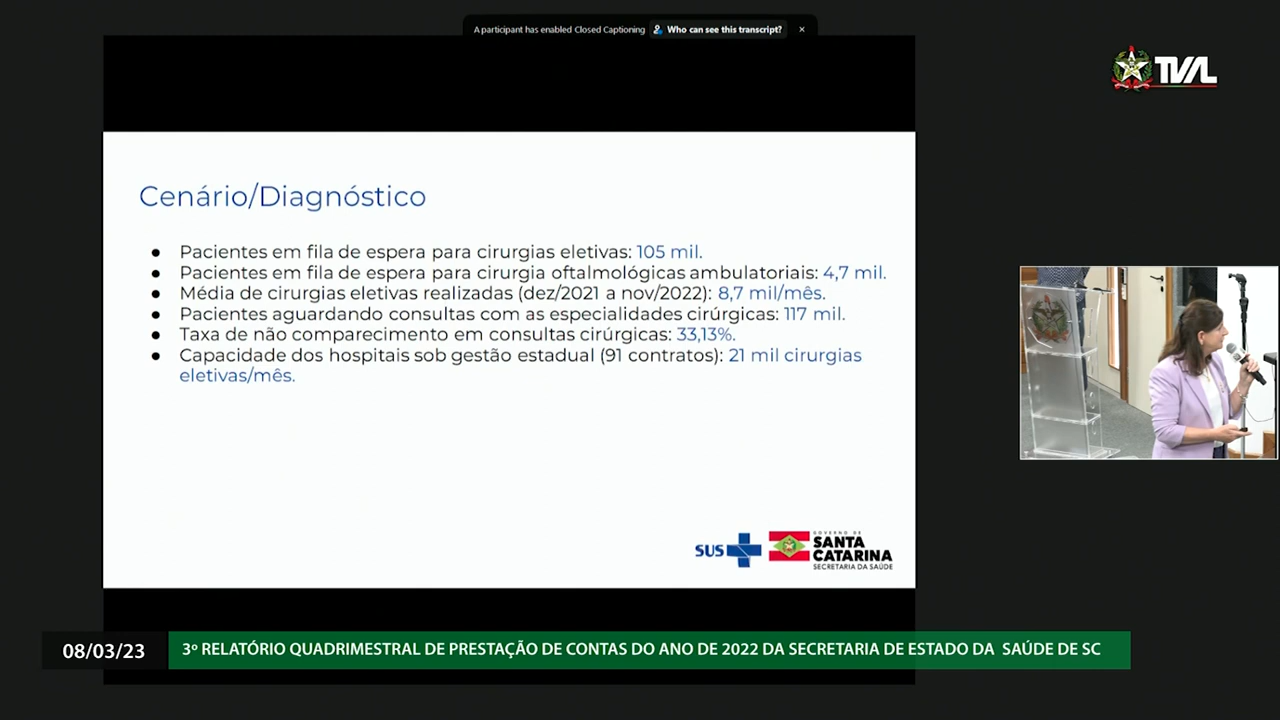 A participant has enabled Closed Captioning Who can see this transcript? ×
TVAL
Cenário/Diagnóstico
● Pacientes em fila de espera para cirurgias eletivas: 105 mil.
● Pacientes em fila de espera para cirurgia oftalmológicas ambulatoriais: 4,7 mil.
● Média de cirurgias eletivas realizadas (dez/2021 a nov/2022): 8,7 mil/mês.
● Pacientes aguardando consultas com as especialidades cirúrgicas: 117 mil.
● Taxa de não comparecimento em consultas cirúrgicas: 33,13%.
● Capacidade dos hospitais sob gestão estadual (91 contratos): 21 mil cirurgias
eletivas/mês.
SUS
GOVERNO DE
SANTA
CATARINA
SECRETARIA DA SAÚDE
08/03/23
3º RELATÓRIO QUADRIMESTRAL DE PRESTAÇÃO DE CONTAS DO ANO DE 2022 DA SECRETARIA DE ESTADO DA SAÚDE DE SC